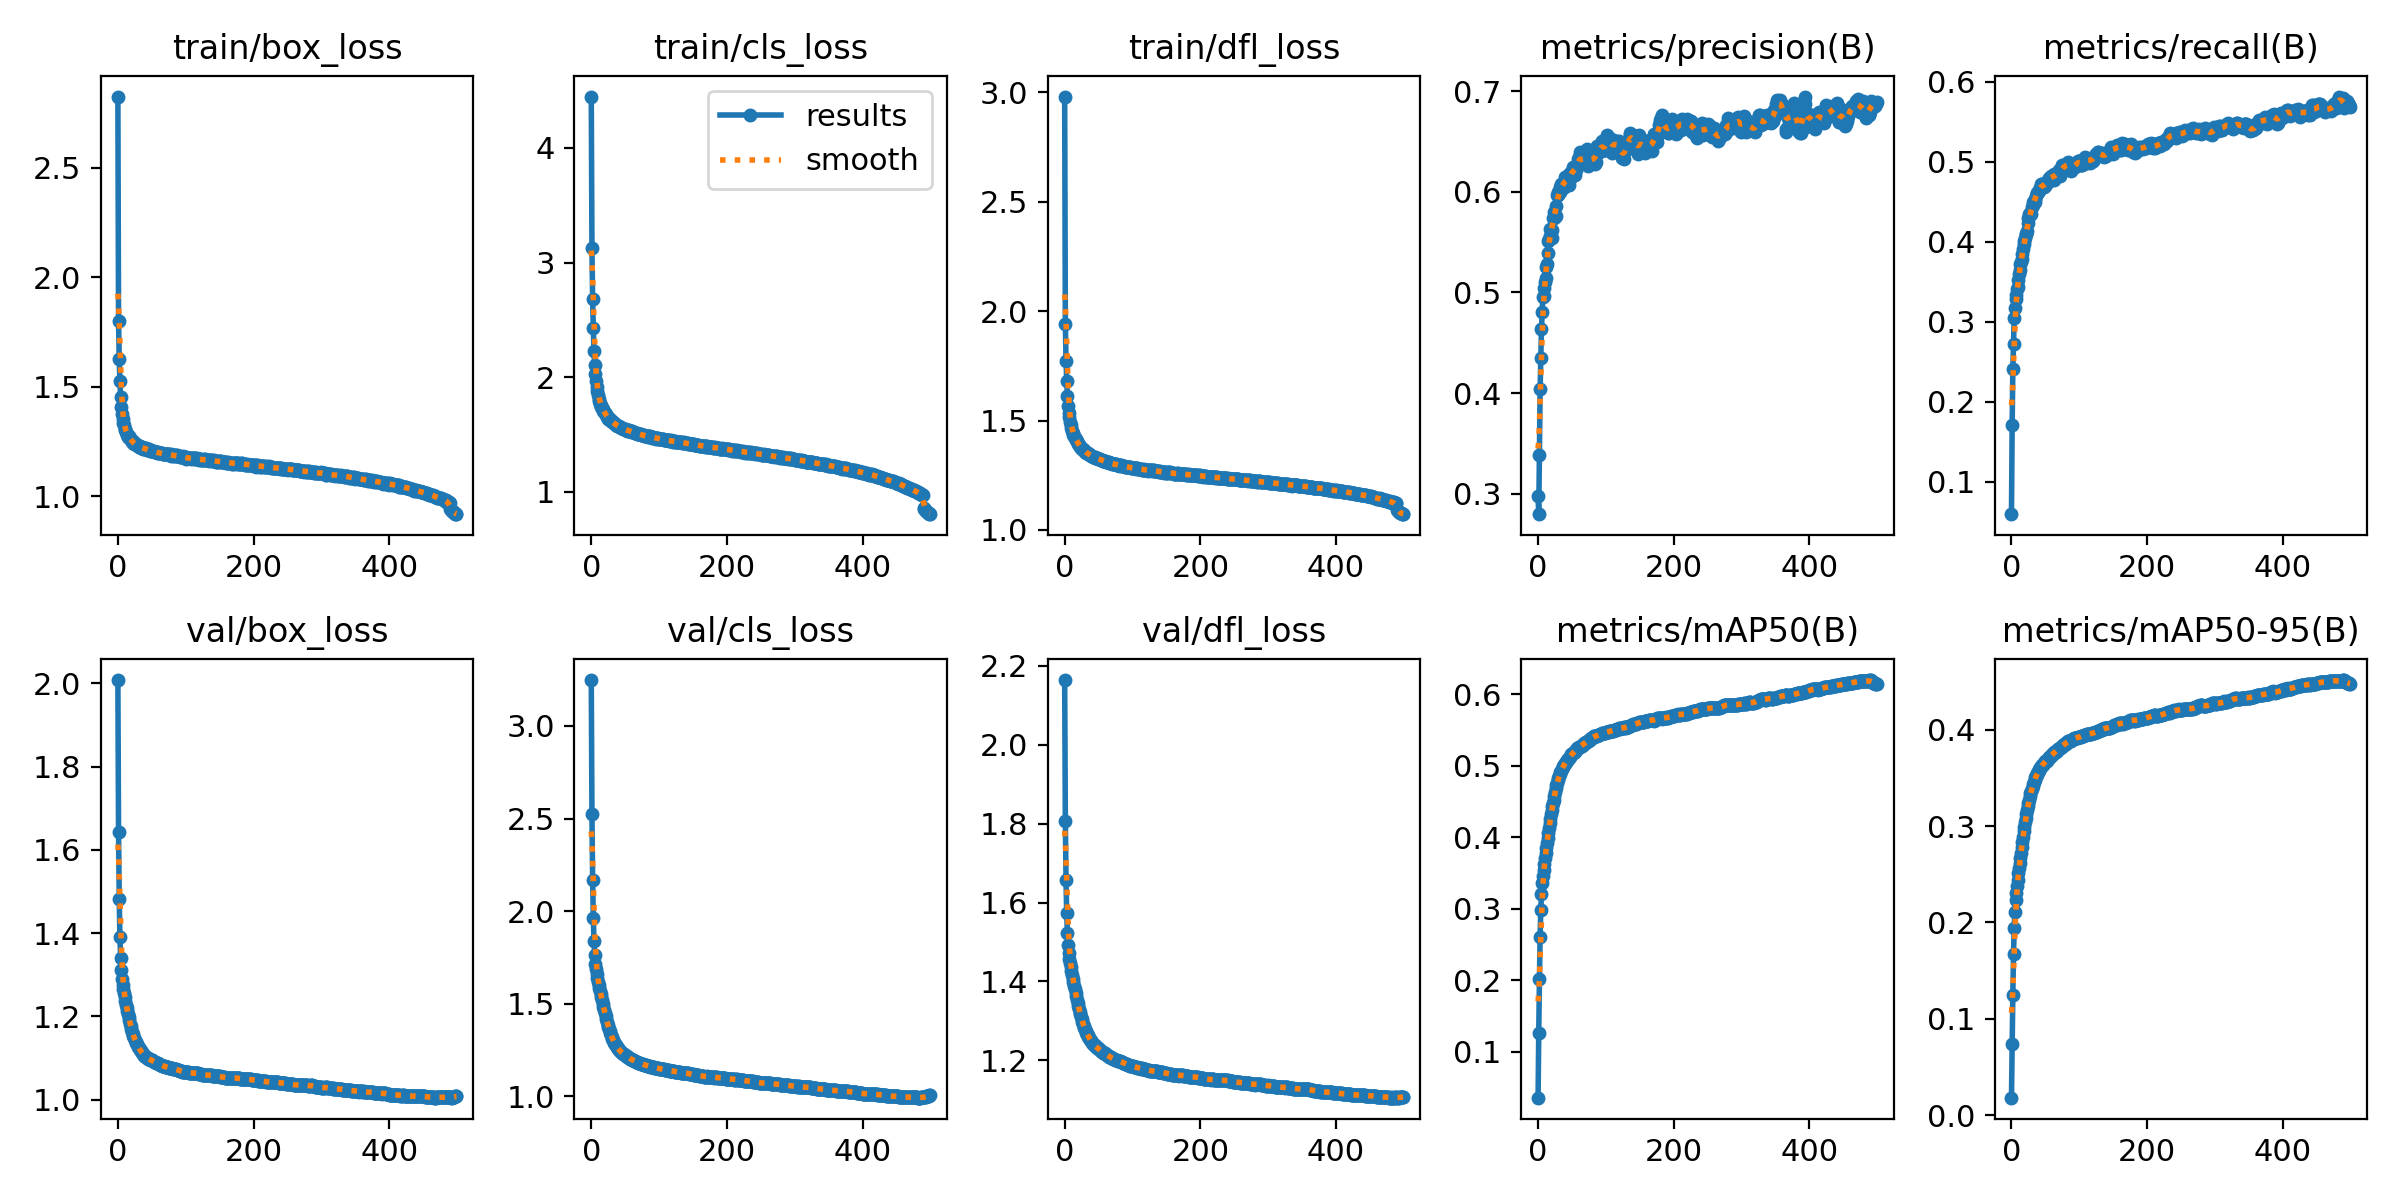 train/box_loss
2.5
2.0
1.5
1.0
0 200 400
train/cls_loss
results
smooth
4
3
2
1
0 200 400
train/dfl_loss
3.0
2.5
2.0
1.5
1.0
0 200 400
metrics/precision(B)
0.7
0.6
0.5
0.4
0.3
0 200 400
metrics/recall(B)
0.6
0.5
0.4
0.3
0.2
0.1
0 200 400
val/box_loss
2.0
1.8
1.6
1.4
1.2
1.0
0 200 400
val/cls_loss
3.0
2.5
2.0
1.5
1.0
0 200 400
val/dfl_loss
2.2
2.0
1.8
1.6
1.4
1.2
0 200 400
metrics/mAP50(B)
0.6
0.5
0.4
0.3
0.2
0.1
0 200 400
metrics/mAP50-95(B)
0.4
0.3
0.2
0.1
0.0
0 200 400